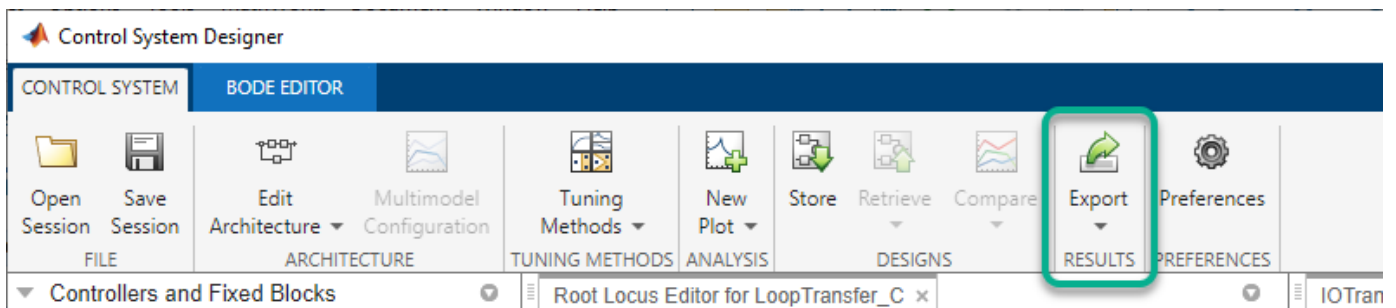 Control System Designer
CONTROL SYSTEM BODE EDITOR
Open Save Edit Multimodel Tuning New Store Retrieve Compare Export Preferences
Session Session Architecture Configuration Methods Plot
FILE ARCHITECTURE TUNING METHODS ANALYSIS DESIGNS RESULTS PREFERENCES
Controllers and Fixed Blocks Root Locus Editor for LoopTransfer_C × IOTran